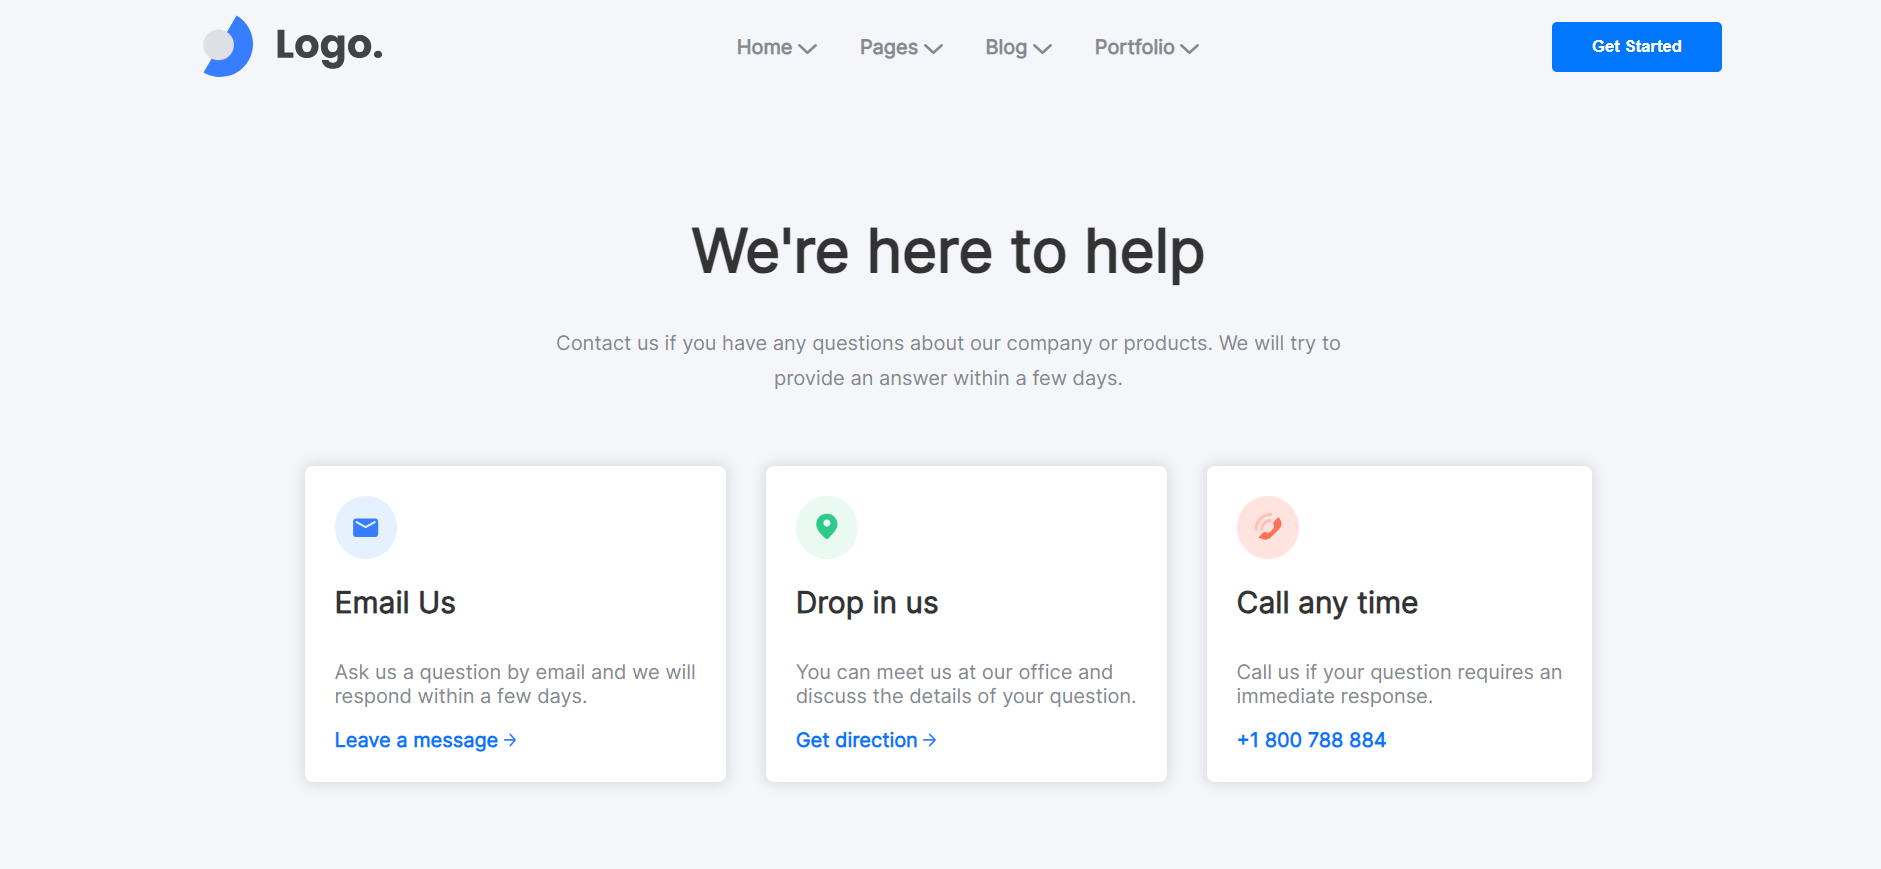 Logo.
Home
Pages
Blog
Portfolio
Get Started
We're here to help
Contact us if you have any questions about our company or products. We will try to
provide an answer within a few days.
Email Us
Ask us a question by email and we will
respond within a few days.
Leave a message →
Drop in us
You can meet us at our office and
discuss the details of your question.
Get direction →
Call any time
Call us if your question requires an
immediate response.
+1 800 788 884